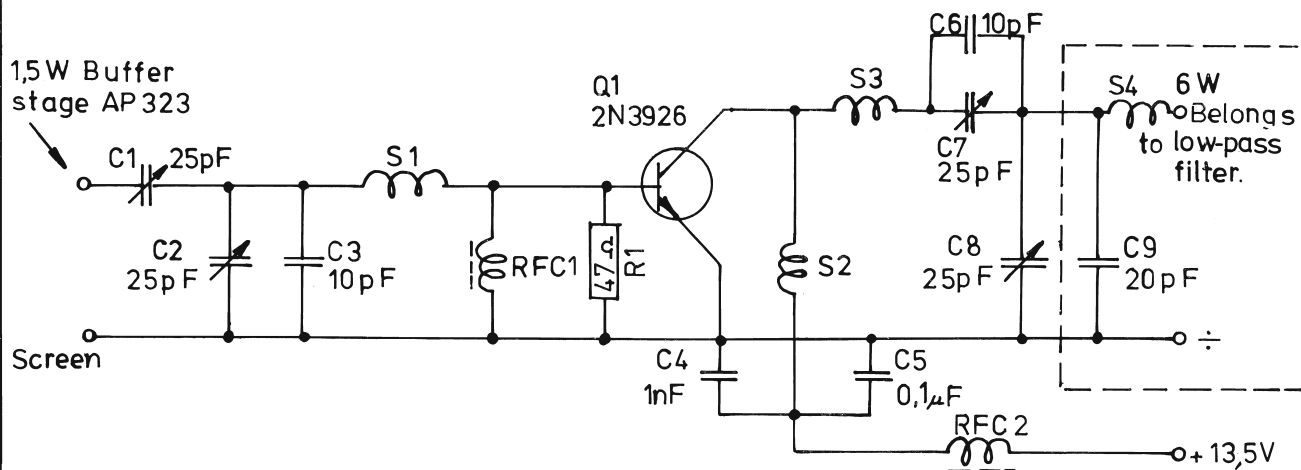 1,5W Buffer
stage AP 323
C1 25pF
S1
Q1
2N3926
S3
C6 10pF
C7
25pF
S4
6W
Belongs
to low-pass
filter.
C2
25pF
C3
10pF
RFC1
47Ω
R1
S2
C8
25pF
C9
20pF
Screen
C4
1nF
C5
0,1μF
÷
RFC2
+ 13,5V